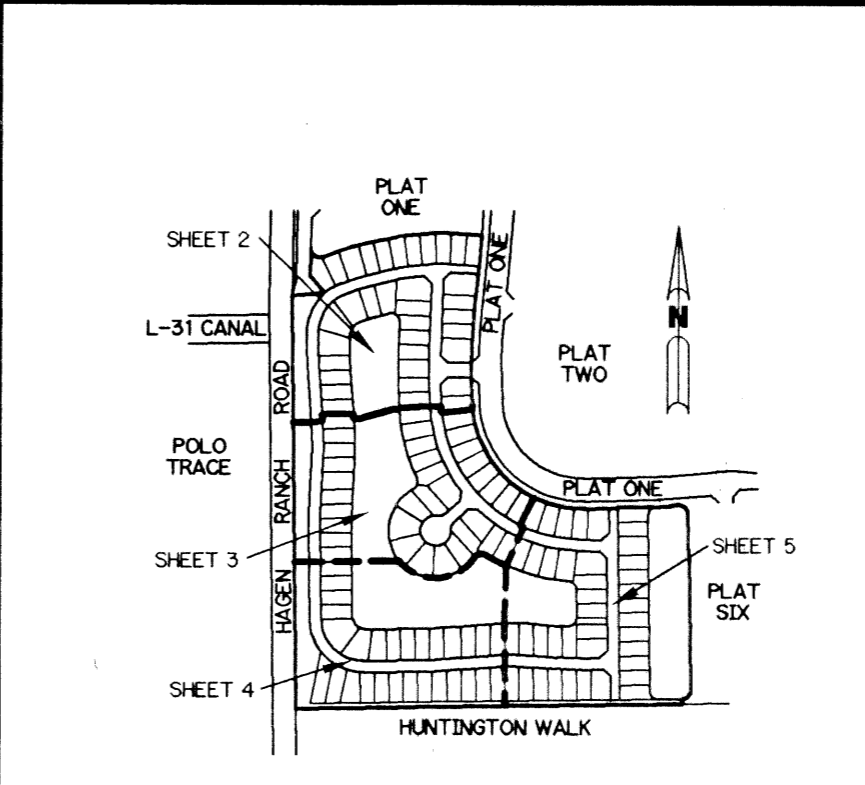 PLAT
ONE
SHEET 2
PLAT ONE
L-31 CANAL
N
PLAT
TWO
HAGEN RANCH ROAD
POLO
TRACE
PLAT ONE
SHEET 3
SHEET 5
PLAT
SIX
SHEET 4
HUNTINGTON WALK